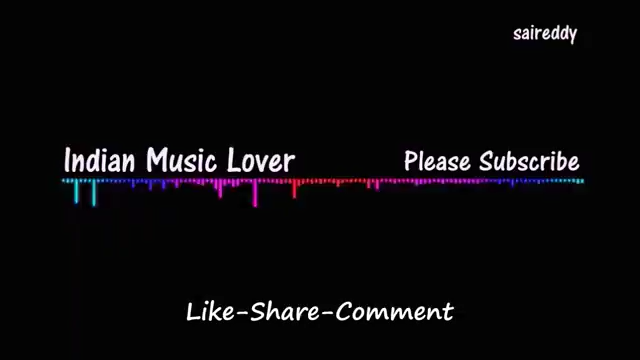 saireddy
Indian Music Lover
Please Subscribe
Like-Share-Comment